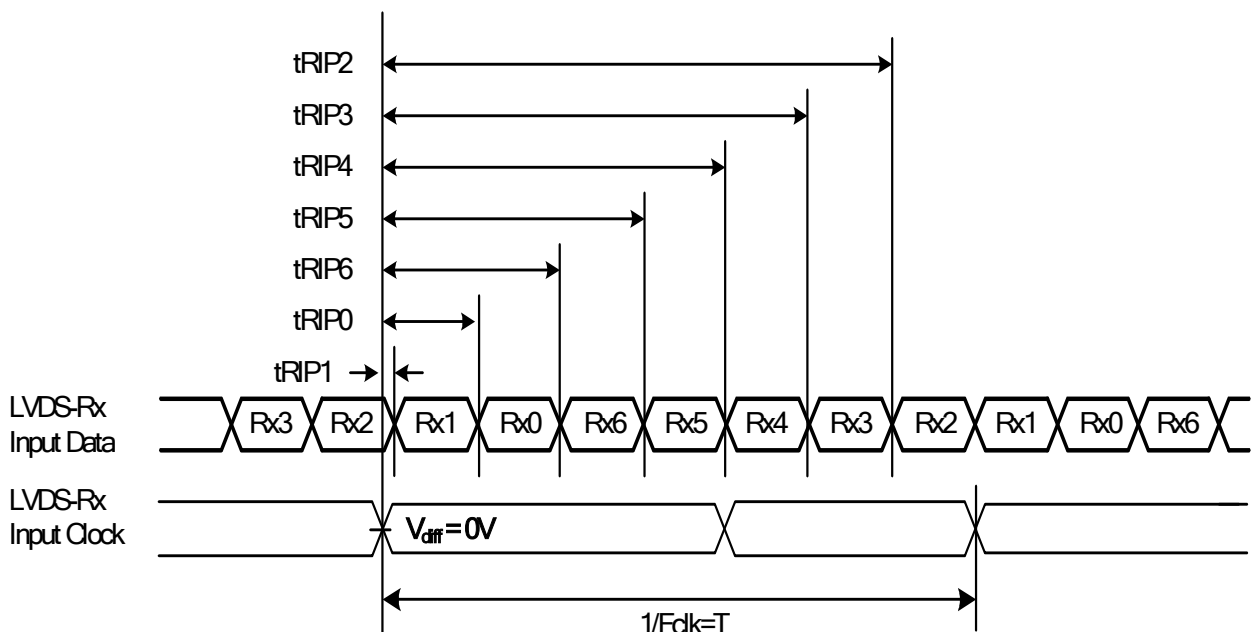 tRIP2
tRIP3
tRIP4
tRIP5
tRIP6
tRIP0
tRIP1
LVDS-Rx
Input Data
Rx3 Rx2 Rx1 Rx0 Rx6 Rx5 Rx4 Rx3 Rx2 Rx1 Rx0 Rx6
LVDS-Rx
Input Clock
Vdiff = 0V
1/Fclk=T